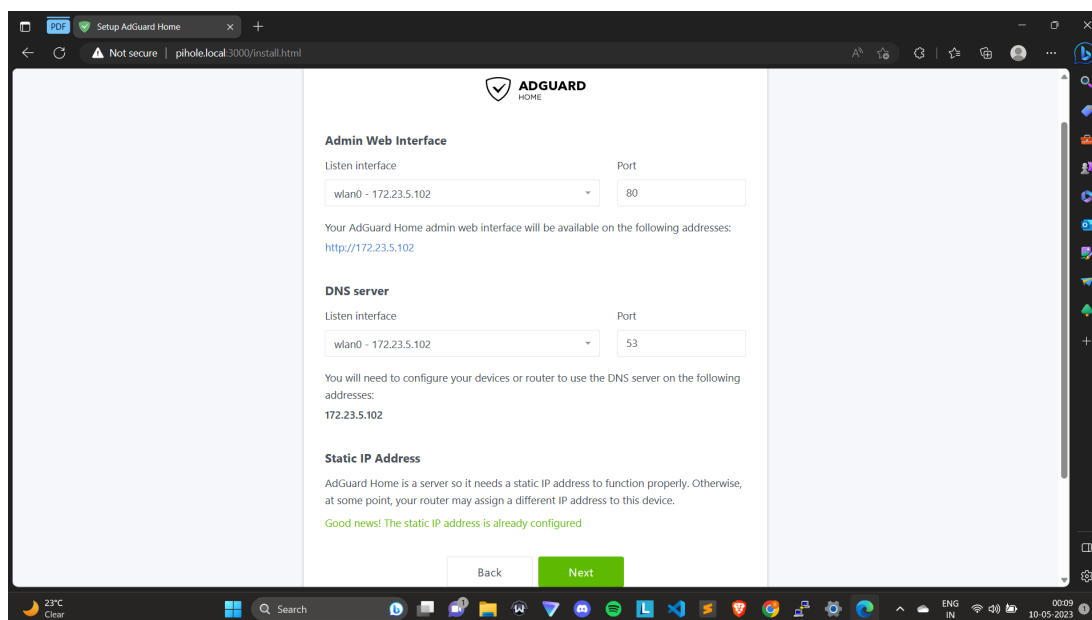 PDF
Setup AdGuard Home
Not secure | pihole.local:3000/install.html
ADGUARD
HOME
Admin Web Interface
Listen interface
Port
wlan0 - 172.23.5.102
80
Your AdGuard Home admin web interface will be available on the following addresses:
http://172.23.5.102
DNS server
Listen interface
Port
wlan0 - 172.23.5.102
53
You will need to configure your devices or router to use the DNS server on the following
addresses:
172.23.5.102
Static IP Address
AdGuard Home is a server so it needs a static IP address to function properly. Otherwise,
at some point, your router may assign a different IP address to this device.
Good news! The static IP address is already configured
Back
Next
23°C
Clear
Search
ENG
IN
00:09
10-05-2023